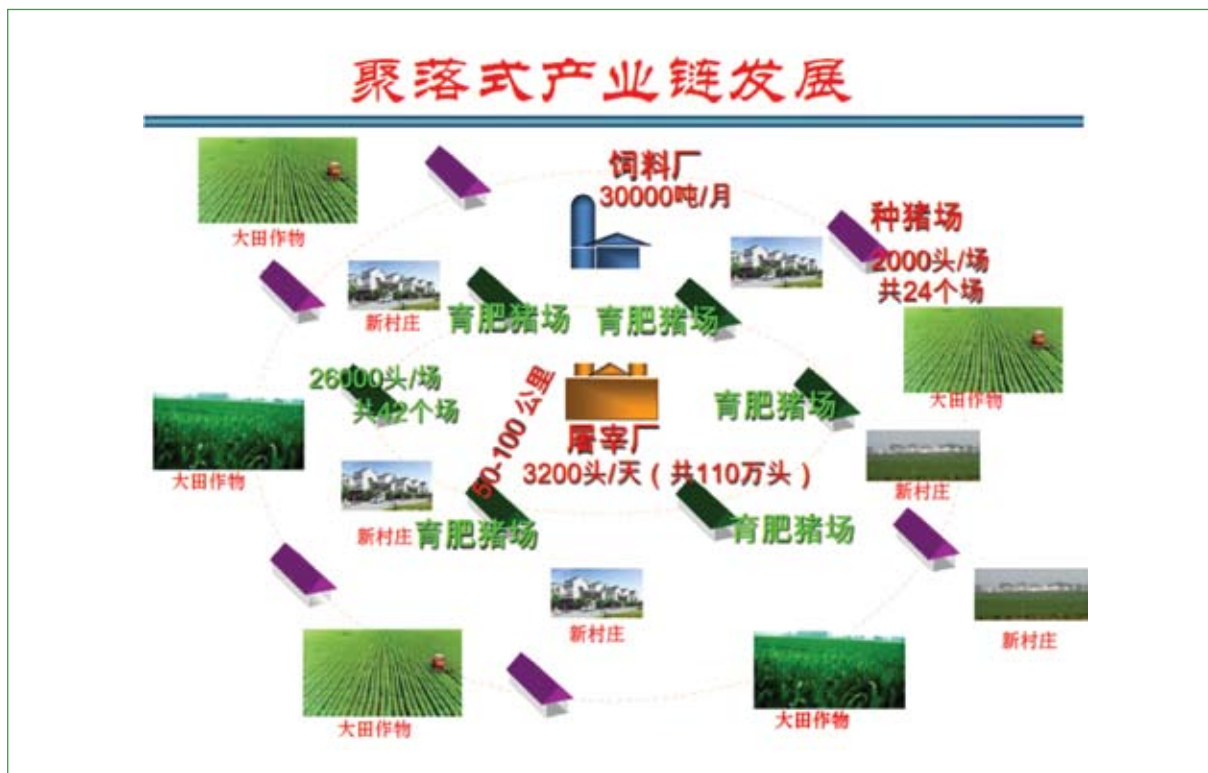 聚落式产业链发展
饲料厂
30000吨/月
种猪场
2000头/场
共24个场
大田作物
新村庄
育肥猪场
育肥猪场
26000头/场
共42个场
50-100 公里
屠宰厂
3200头/天（共110万头）
育肥猪场
大田作物
大田作物
新村庄
新村庄
育肥猪场
育肥猪场
新村庄
新村庄
大田作物
大田作物